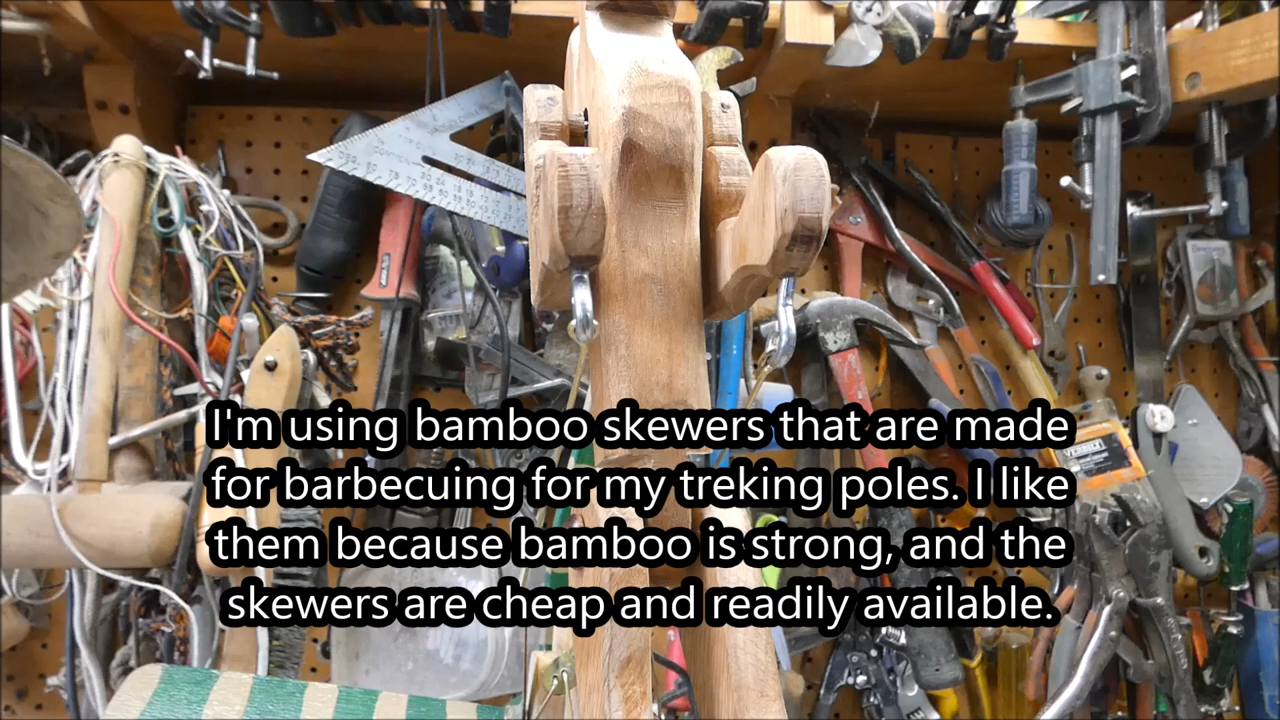 I'm using bamboo skewers that are made
for barbecuing for my treking poles. I like
them because bamboo is strong, and the
skewers are cheap and readily available.